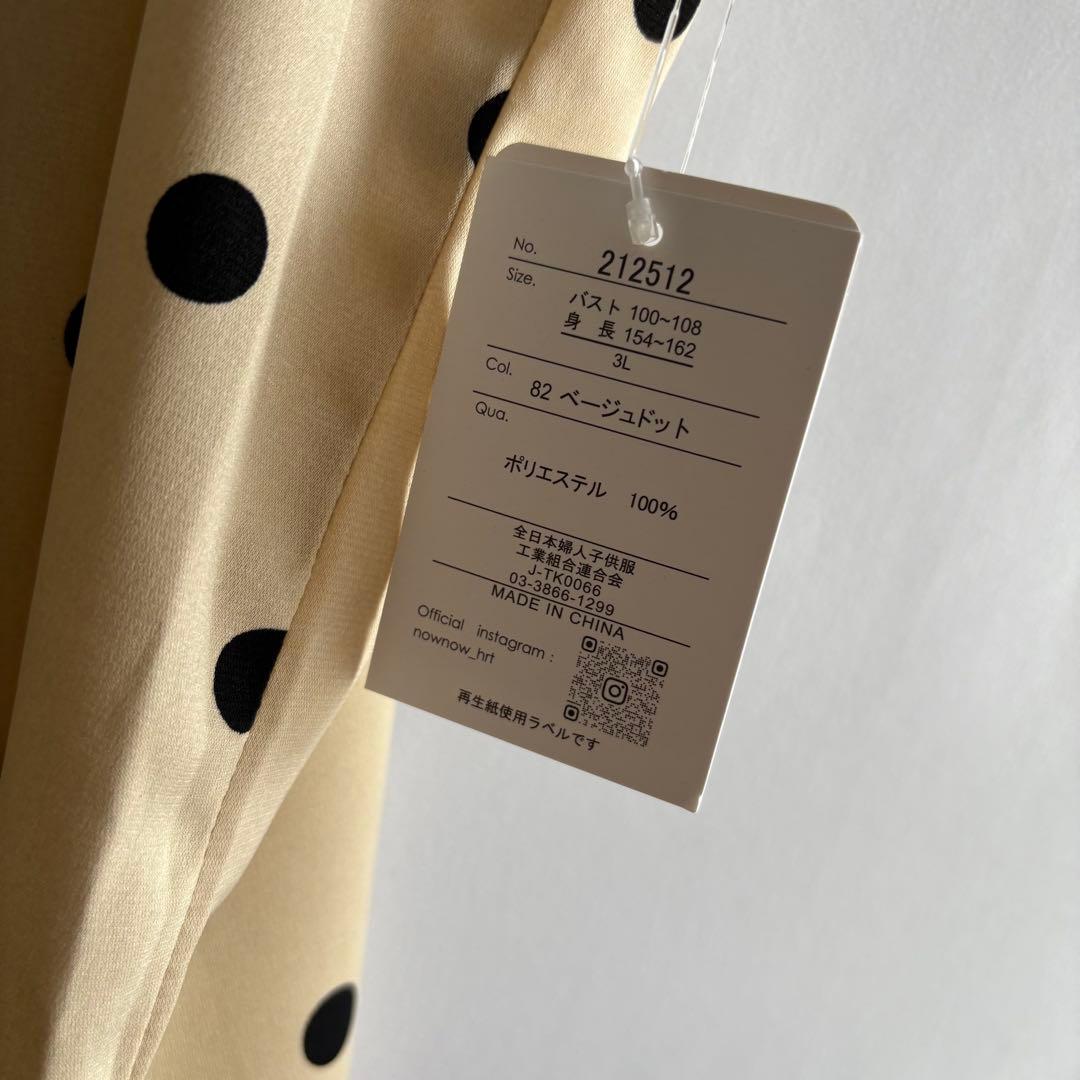 No. 212512
Size. バスト 100~108
身 長 154~162
3L
Col. 82 ベージュドット
Qua.
ポリエステル 100%
全日本婦人子供服
工業組合連合会
J-TK0066
03-3866-1299
MADE IN CHINA
Official instagram :
nownow_hrt
再生紙使用ラベルです